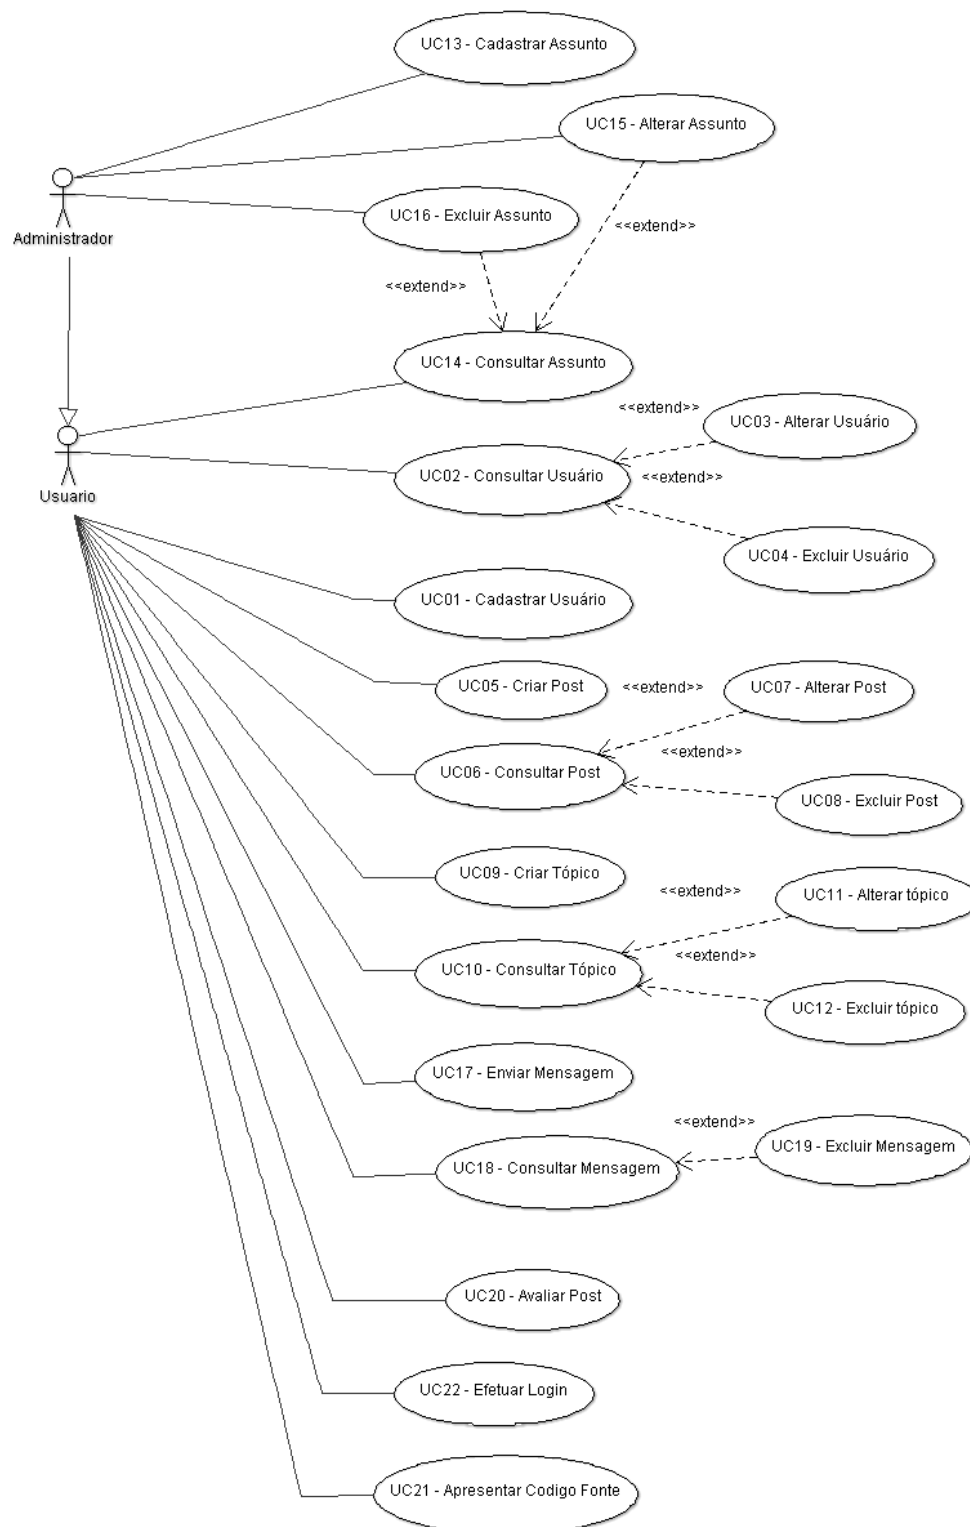 UC13 - Cadastrar Assunto
UC15 - Alterar Assunto
UC16 - Excluir Assunto
<<extend>>
Administrador
<<extend>>
UC14 - Consultar Assunto
<<extend>>
UC03 - Alterar Usuário
UC02 - Consultar Usuário
<<extend>>
Usuario
UC04 - Excluir Usuário
UC01 - Cadastrar Usuário
UC05 - Criar Post
<<extend>>
UC07 - Alterar Post
<<extend>>
UC06 - Consultar Post
UC08 - Excluir Post
UC09 - Criar Tópico
<<extend>>
UC11 - Alterar tópico
<<extend>>
UC10 - Consultar Tópico
UC12 - Excluir tópico
UC17 - Enviar Mensagem
<<extend>>
UC19 - Excluir Mensagem
UC18 - Consultar Mensagem
UC20 - Avaliar Post
UC22 - Efetuar Login
UC21 - Apresentar Codigo Fonte